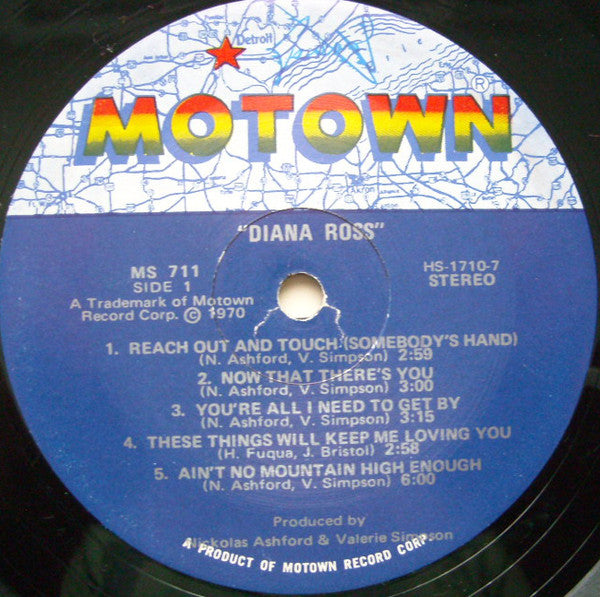 Detroit
Erie
MOTOWN®
Akron
"DIANA ROSS"
MS 711
SIDE 1
A Trademark of Motown
Record Corp. © 1970
HS-1710-7
STEREO
1. REACH OUT AND TOUCH (SOMEBODY'S HAND)
(N. Ashford, V. Simpson) 2:59
2. NOW THAT THERE'S YOU
(N. Ashford, V. Simpson) 3:00
3. YOU'RE ALL I NEED TO GET BY
(N. Ashford, V. Simpson) 3:15
4. THESE THINGS WILL KEEP ME LOVING YOU
(H. Fuqua, J. Bristol) 2:58
5. AIN'T NO MOUNTAIN HIGH ENOUGH
(N. Ashford, V. Simpson) 6:00
Produced by
Nickolas Ashford & Valerie Simpson
A PRODUCT OF MOTOWN RECORD CORP